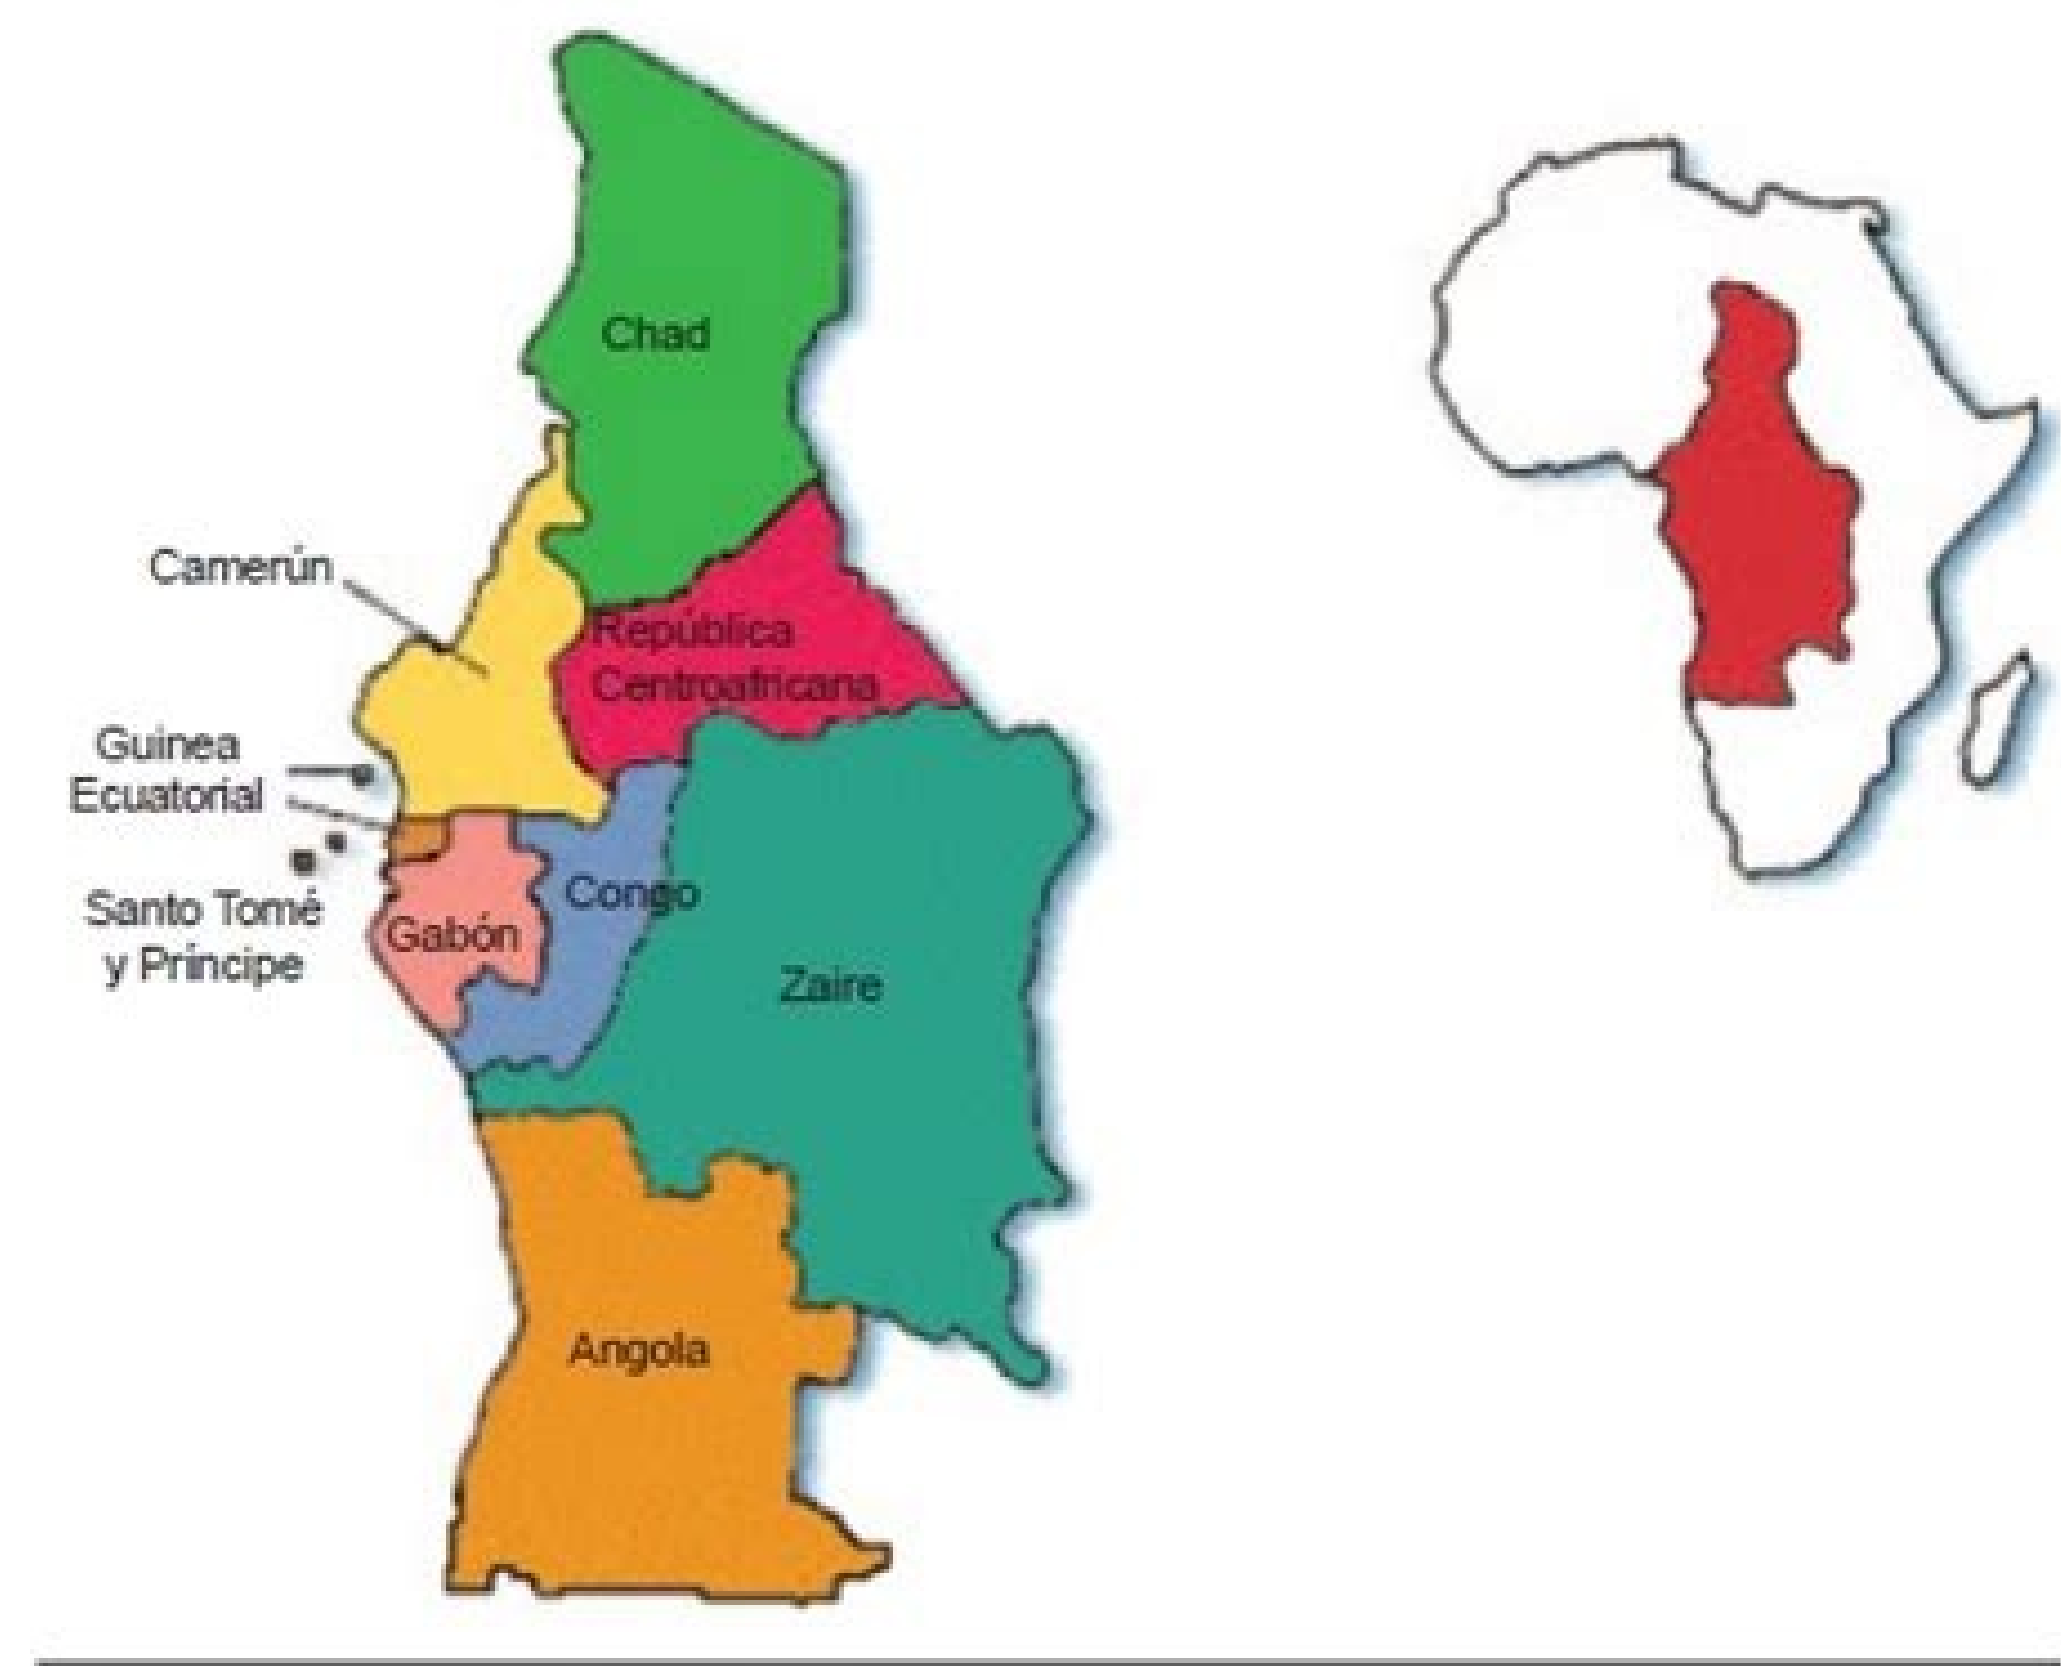 Chad
Camerún
República
Centroafricana
Guinea
Ecuatorial
Santo Tomé
y Príncipe
Gabón
Congo
Zaire
Angola